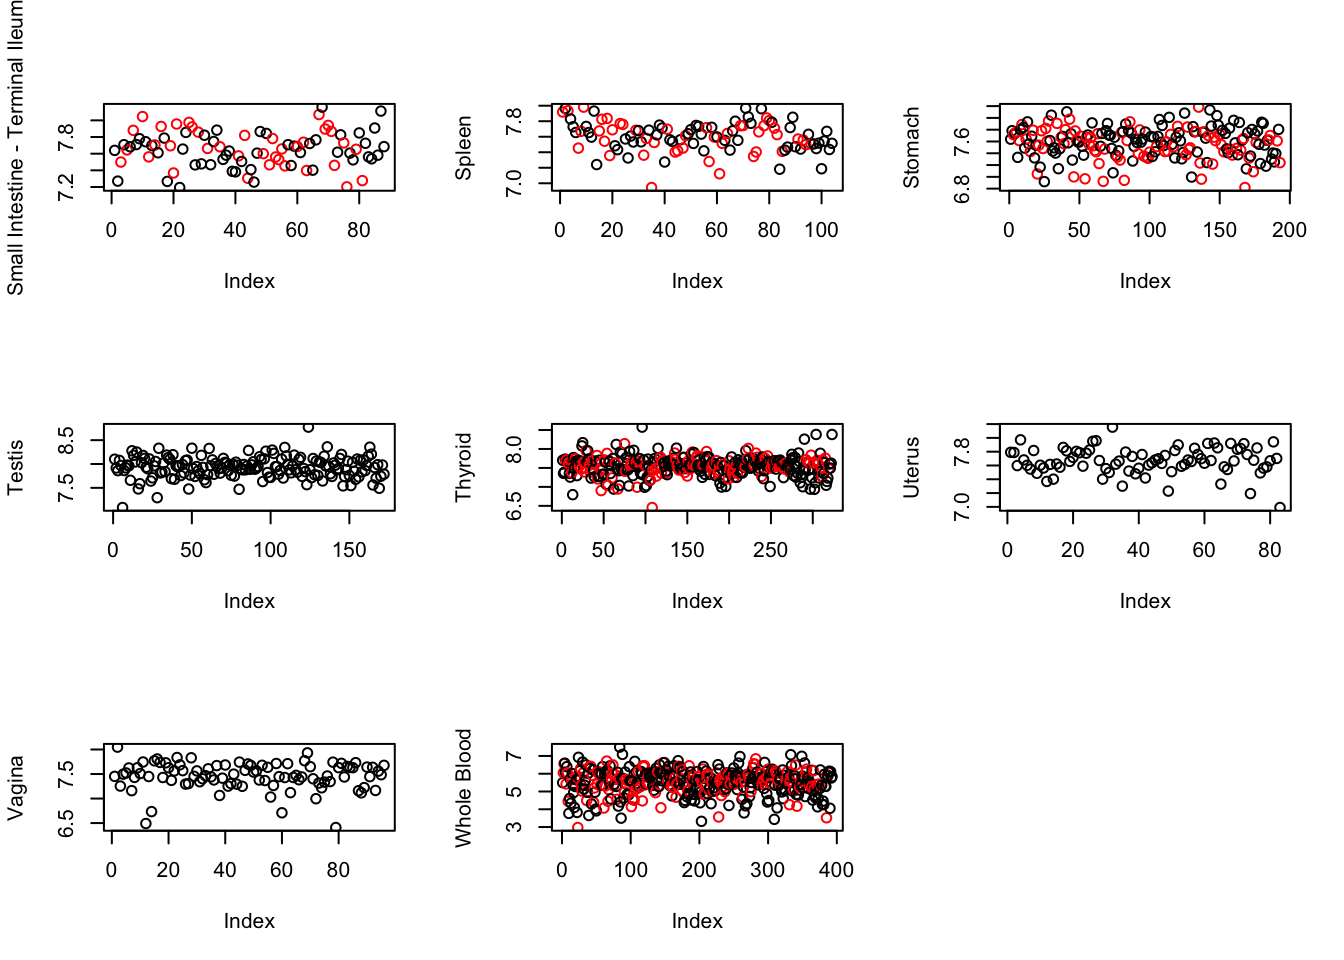 Small Intestine - Terminal Ileum
7.2 7.8
0 20 40 60 80
Index
Spleen
7.0 7.8
0 20 40 60 80 100
Index
Stomach
6.8 7.6
0 50 100 150 200
Index
Testis
7.5 8.5
0 50 100 150
Index
Thyroid
6.5 8.0
0 50 150 250
Index
Uterus
7.0 7.8
0 20 40 60 80
Index
Vagina
6.5 7.5
0 20 40 60 80
Index
Whole Blood
3 5 7
0 100 200 300 400
Index